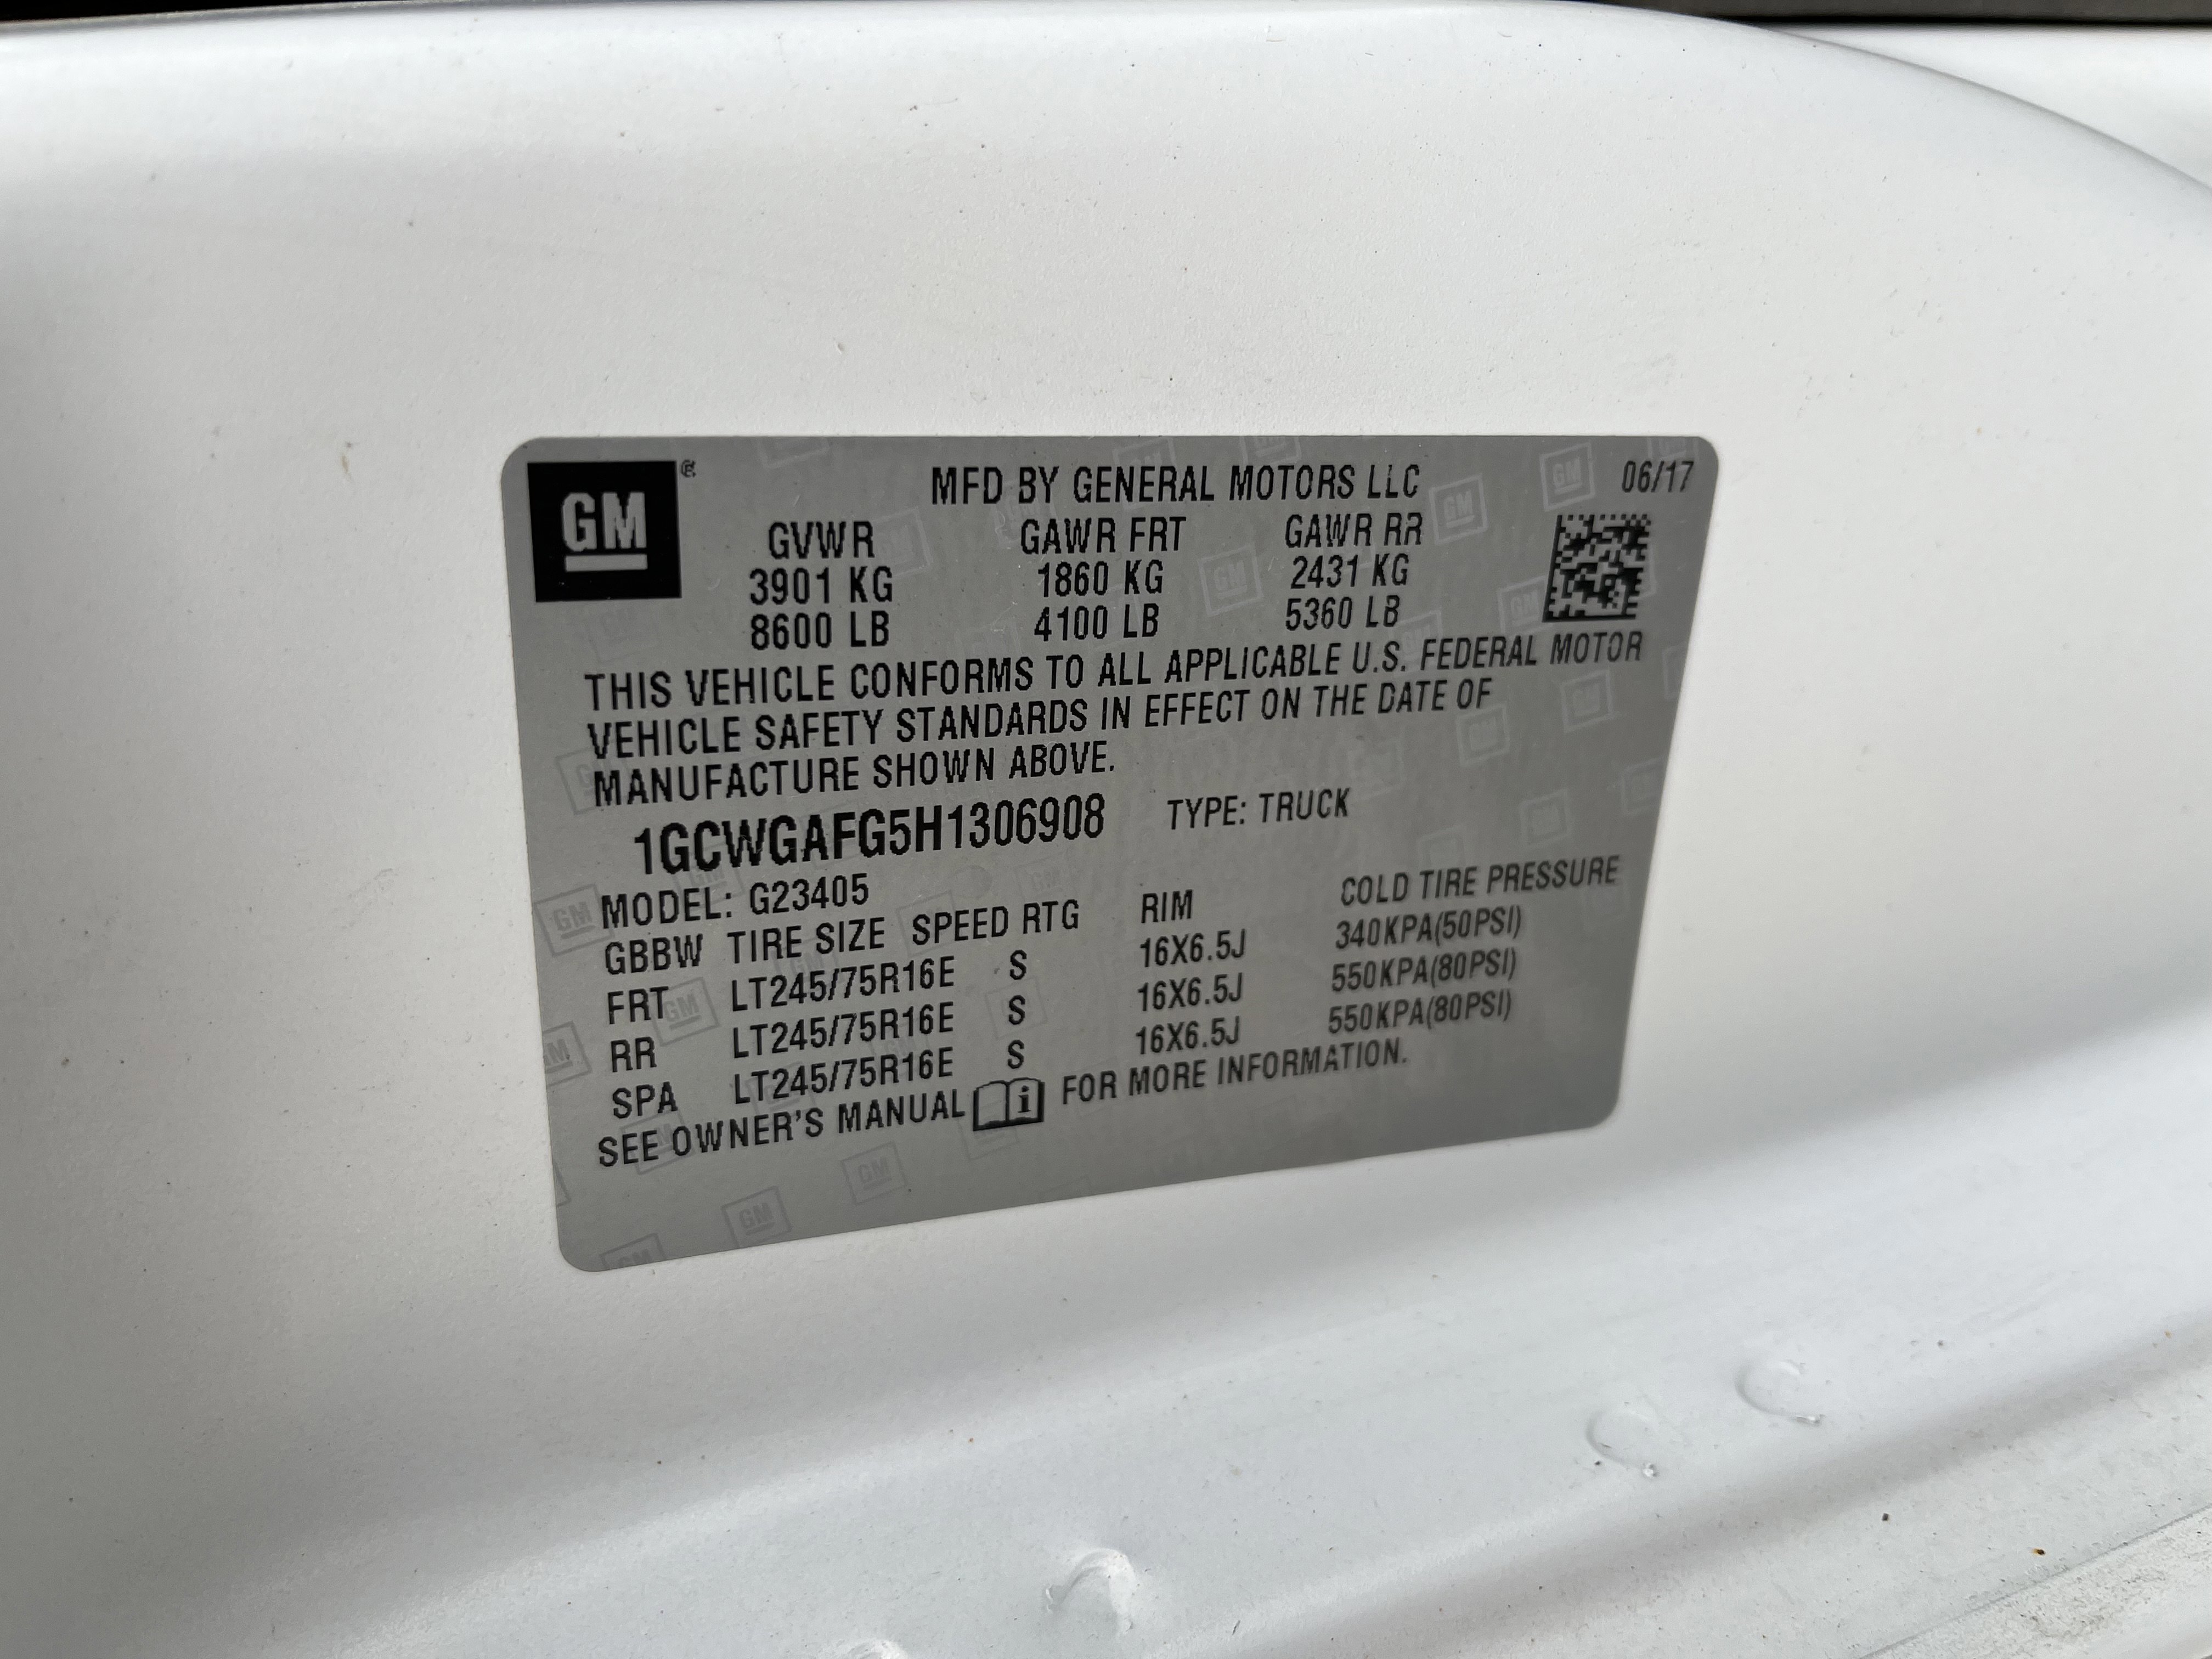 GM ® MFD BY GENERAL MOTORS LLC 06/17
GVWR GAWR FRT GAWR RR
3901 KG 1860 KG 2431 KG
8600 LB 4100 LB 5360 LB
THIS VEHICLE CONFORMS TO ALL APPLICABLE U.S. FEDERAL MOTOR
VEHICLE SAFETY STANDARDS IN EFFECT ON THE DATE OF
MANUFACTURE SHOWN ABOVE.
1GCWGAFG5H1306908 TYPE: TRUCK
MODEL: G23405
GBBW TIRE SIZE SPEED RTG RIM COLD TIRE PRESSURE
FRT LT245/75R16E S 16X6.5J 340KPA(50PSI)
RR LT245/75R16E S 16X6.5J 550KPA(80PSI)
SPA LT245/75R16E S 16X6.5J 550KPA(80PSI)
SEE OWNER'S MANUAL FOR MORE INFORMATION.